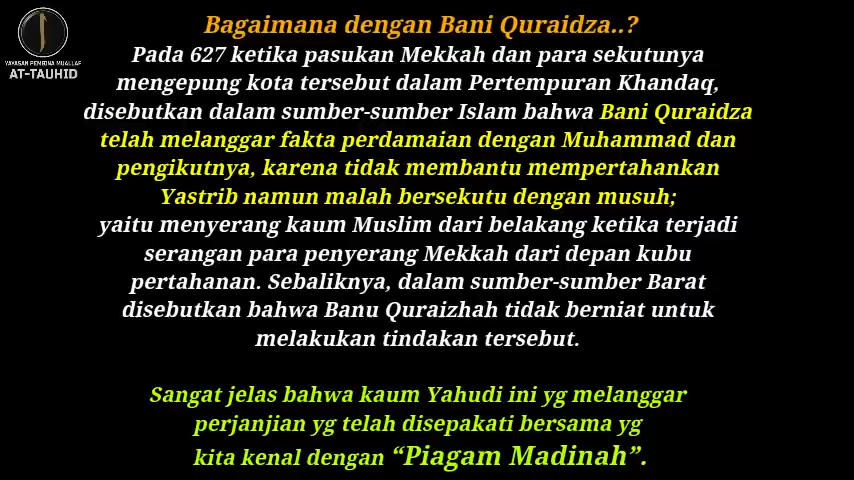 Bagaimana dengan Bani Quraidza..?
Pada 627 ketika pasukan Mekkah dan para sekutunya
mengepung kota tersebut dalam Pertempuran Khandaq,
disebutkan dalam sumber-sumber Islam bahwa Bani Quraidza
telah melanggar fakta perdamaian dengan Muhammad dan
pengikutnya, karena tidak membantu mempertahankan
Yastrib namun malah bersekutu dengan musuh;
yaitu menyerang kaum Muslim dari belakang ketika terjadi
serangan para penyerang Mekkah dari depan kubu
pertahanan. Sebaliknya, dalam sumber-sumber Barat
disebutkan bahwa Banu Quraizhah tidak berniat untuk
melakukan tindakan tersebut.
Sangat jelas bahwa kaum Yahudi ini yg melanggar
perjanjian yg telah disepakati bersama yg
kita kenal dengan “Piagam Madinah”.
YAYASAN PEMBINA MUALLAF
AT-TAUHID